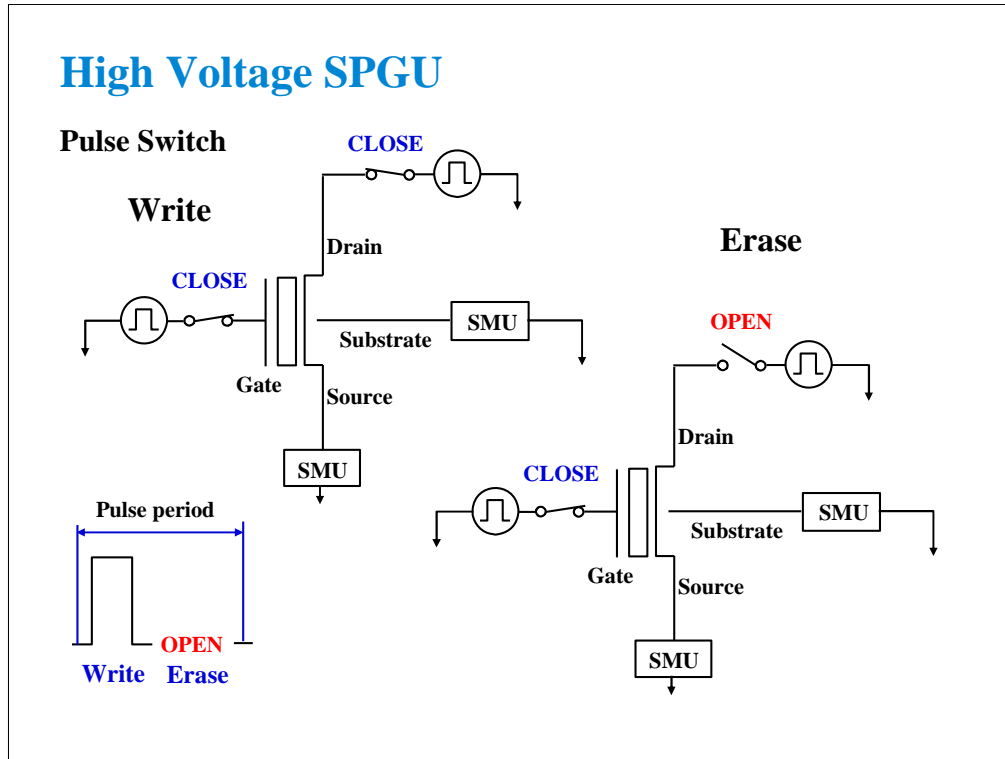 High Voltage SPGU
Pulse Switch
CLOSE
Write
Drain
Erase
CLOSE
SMU
Substrate
OPEN
Gate
Source
Drain
SMU
CLOSE
Pulse period
SMU
Substrate
Gate
Source
OPEN
SMU
Write Erase